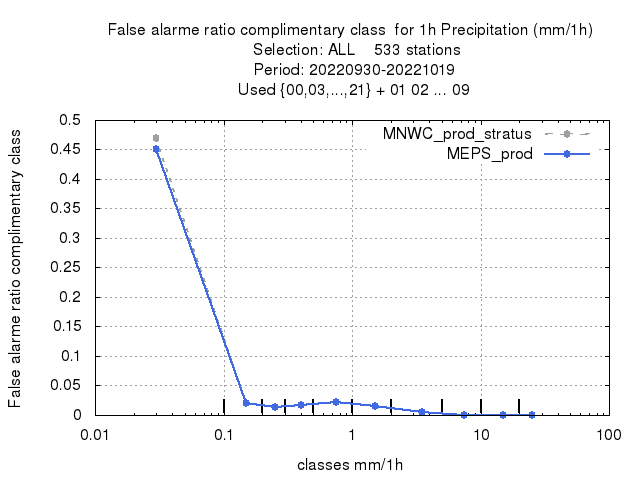 False alarme ratio complimentary class  for 1h Precipitation (mm/1h)
Selection: ALL    533 stations
Period: 20220930-20221019
Used {00,03,...,21} + 01 02 ... 09
False alarme ratio complimentary class
MNWC_prod_stratus
MEPS_prod
0.5
0.45
0.4
0.35
0.3
0.25
0.2
0.15
0.1
0.05
0
0.01 0.1 1 10 100
classes mm/1h